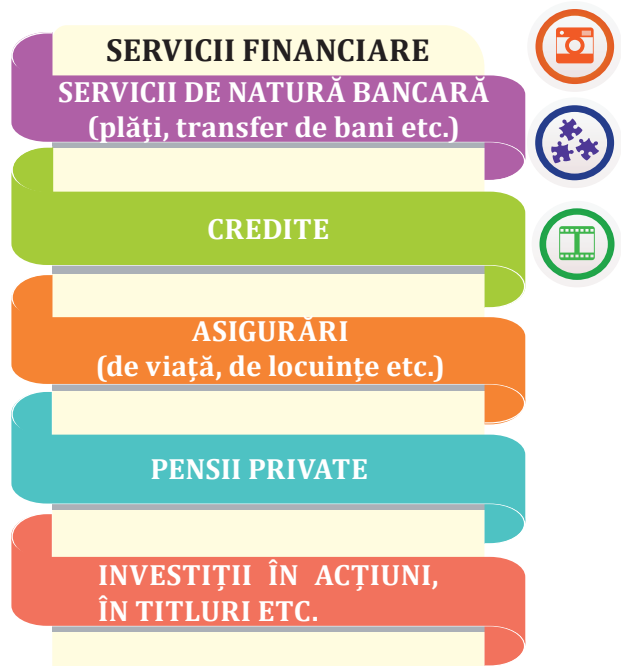 SERVICII FINANCIARE
SERVICII DE NATURĂ BANCARĂ
(plăți, transfer de bani etc.)
CREDITE
ASIGURĂRI
(de viață, de locuințe etc.)
PENSII PRIVATE
INVESTIȚII ÎN ACȚIUNI,
ÎN TITLURI ETC.